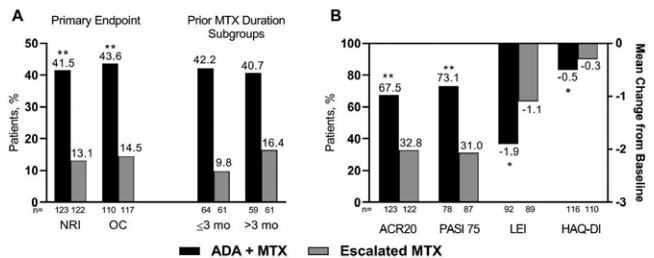 A
Primary Endpoint
Prior MTX Duration
Subgroups
Patients, %
50
40
30
20
10
0
**
41.5
13.1
**
43.6
14.5
42.2
9.8
40.7
16.4
n= 123 122 110 117 64 61 59 61
NRI OC ≤3 mo >3 mo
B
Patients, %
100
80
60
40
20
0
**
67.5
32.8
**
73.1
31.0
-1.9
*
-1.1
-0.5
*
-0.3
0
-1
-2
-3
Mean Change from Baseline
n= 123 122 78 87 92 89 116 110
ACR20 PASI 75 LEI HAQ-DI
ADA + MTX Escalated MTX